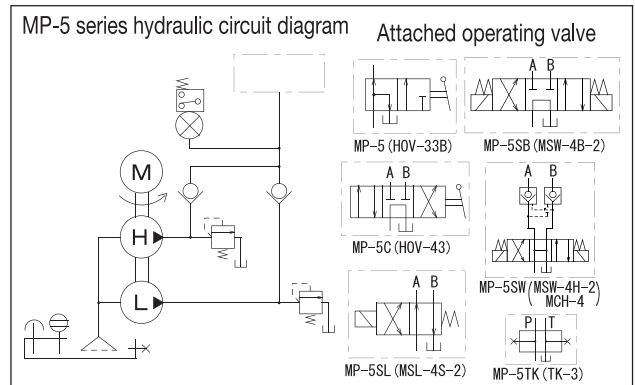 MP-5 series hydraulic circuit diagram
Attached operating valve
M
H
L
MP-5 (HOV-33B)
A B
MP-5SB (MSW-4B-2)
A B
MP-5C (HOV-43)
A B
MP-5SW (MSW-4H-2)
MCH-4
A B
MP-5SL (MSL-4S-2)
P T
MP-5TK (TK-3)